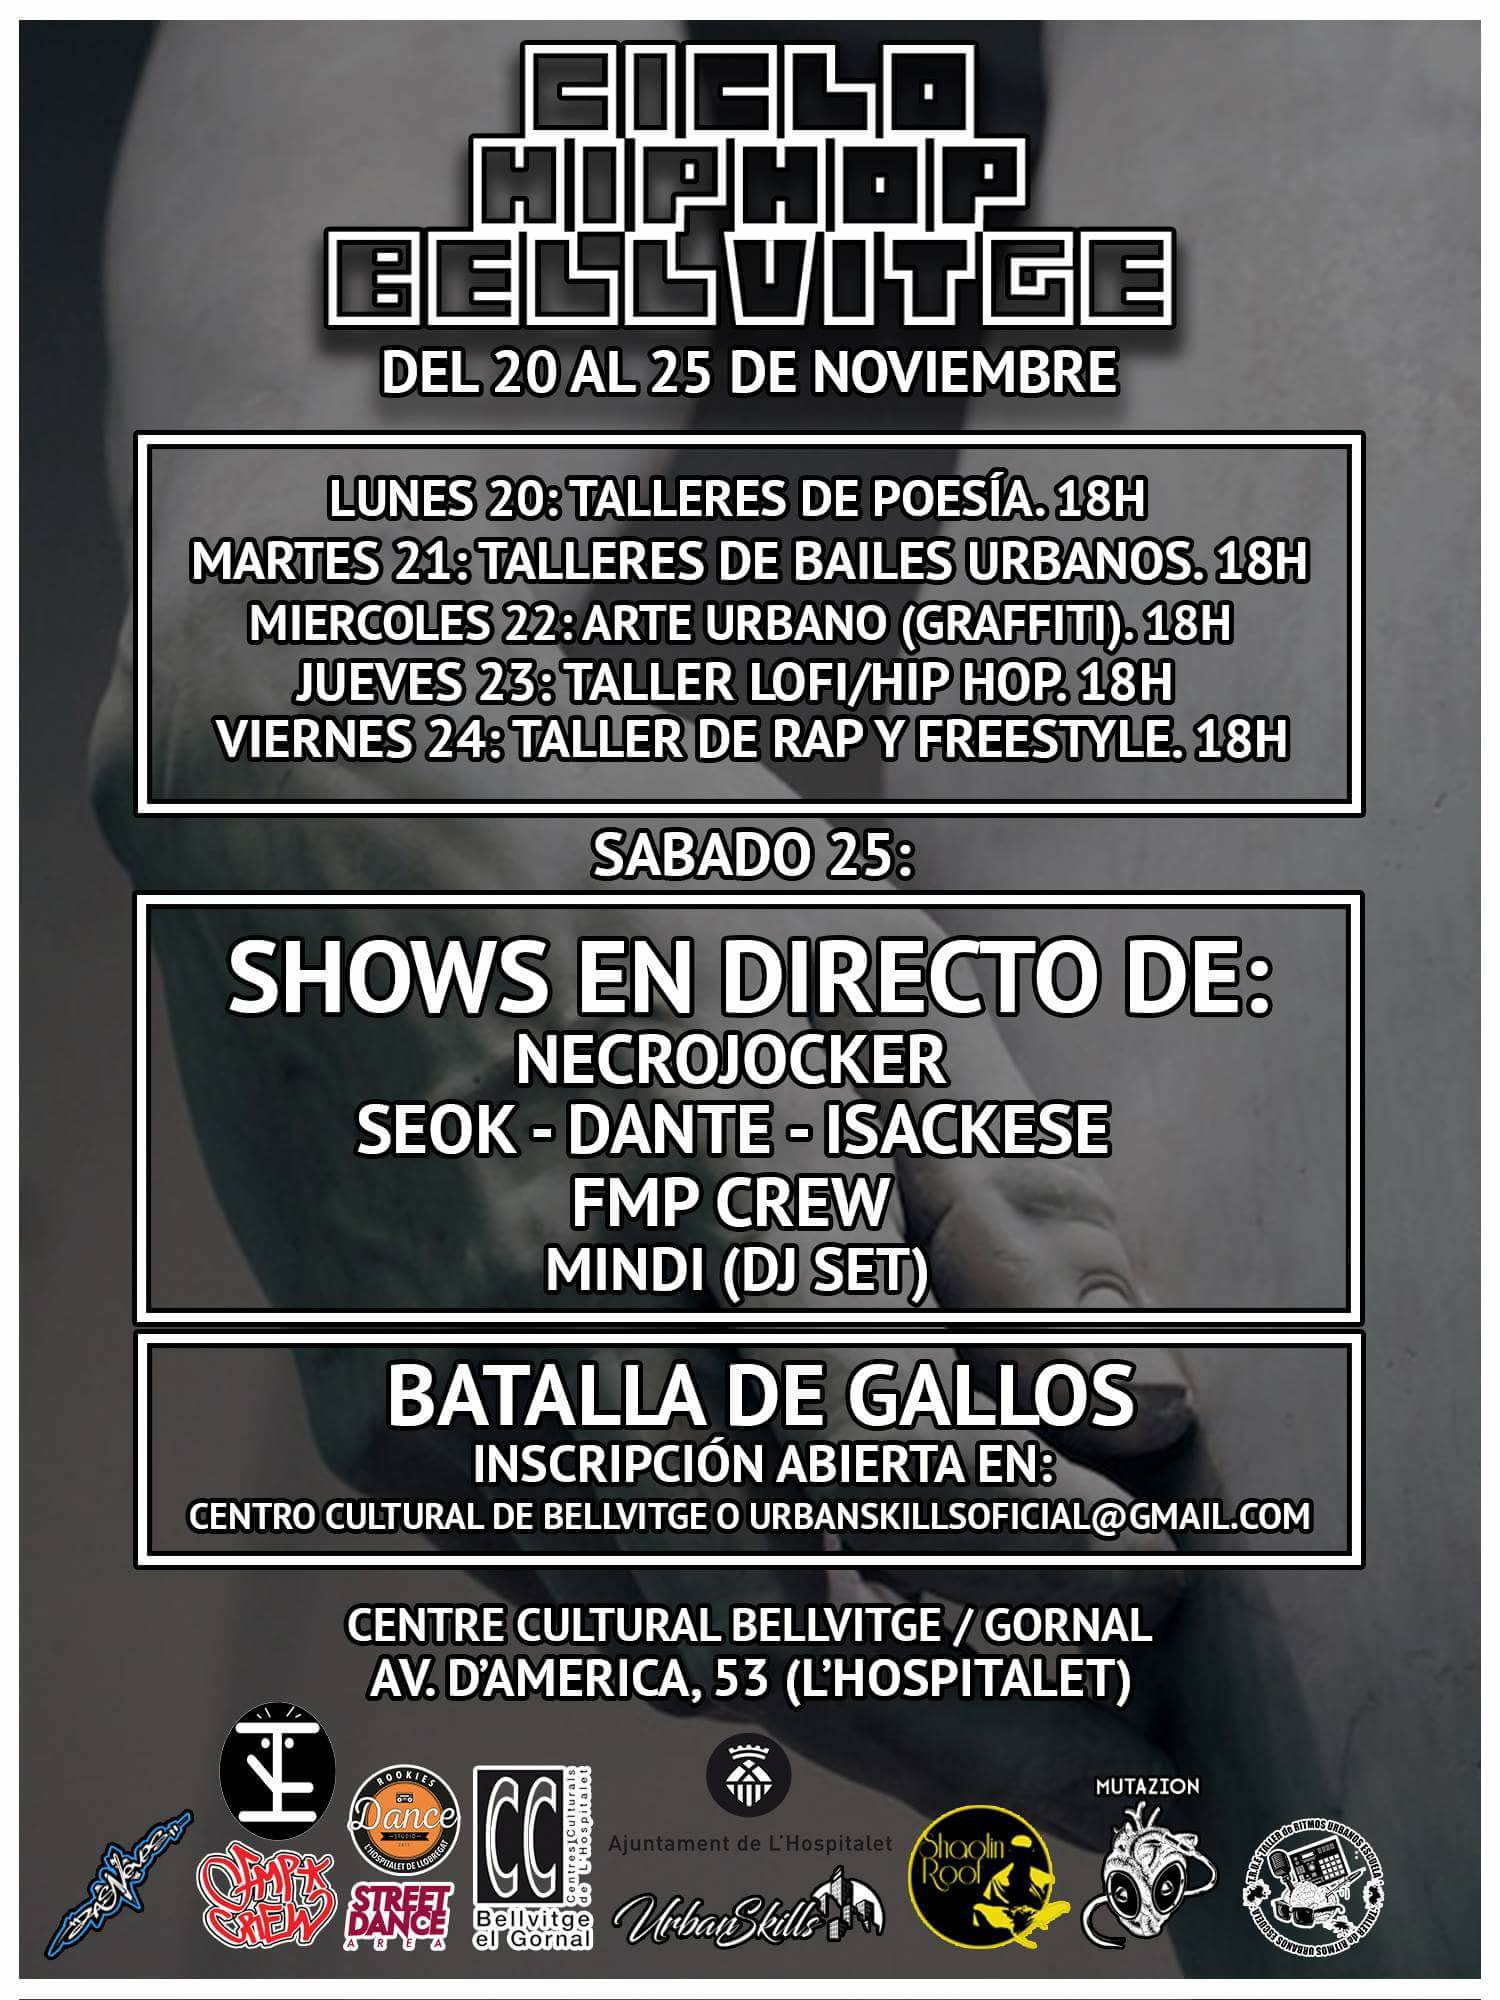 CICLO
HIPHOP
BELLVITGE
DEL 20 AL 25 DE NOVIEMBRE
LUNES 20: TALLERES DE POESÍA. 18H
MARTES 21: TALLERES DE BAILES URBANOS. 18H
MIERCOLES 22: ARTE URBANO (GRAFFITI). 18H
JUEVES 23: TALLER LOFI/HIP HOP. 18H
VIERNES 24: TALLER DE RAP Y FREESTYLE. 18H
SABADO 25:
SHOWS EN DIRECTO DE:
NECROJOCKER
SEOK - DANTE - ISACKESE
FMP CREW
MINDI (DJ SET)
BATALLA DE GALLOS
INSCRIPCIÓN ABIERTA EN:
CENTRO CULTURAL DE BELLVITGE O URBANSKILLSOFICIAL@GMAIL.COM
CENTRE CULTURAL BELLVITGE / GORNAL
AV. D'AMERICA, 53 (L'HOSPITALET)
FMP
CREW
ROOKIES
Dance
STUDIO
L'HOSPITALET DE LLOBREGAT
STREET
DANCE
AREA
CC
Centres Culturals
de L'Hospitalet
Bellvitge
el Gornal
Ajuntament de L'Hospitalet
UrbanSkills
Shaolin
Roof
MUTAZION
TALLER de RITMOS URBANOS ESCUELA